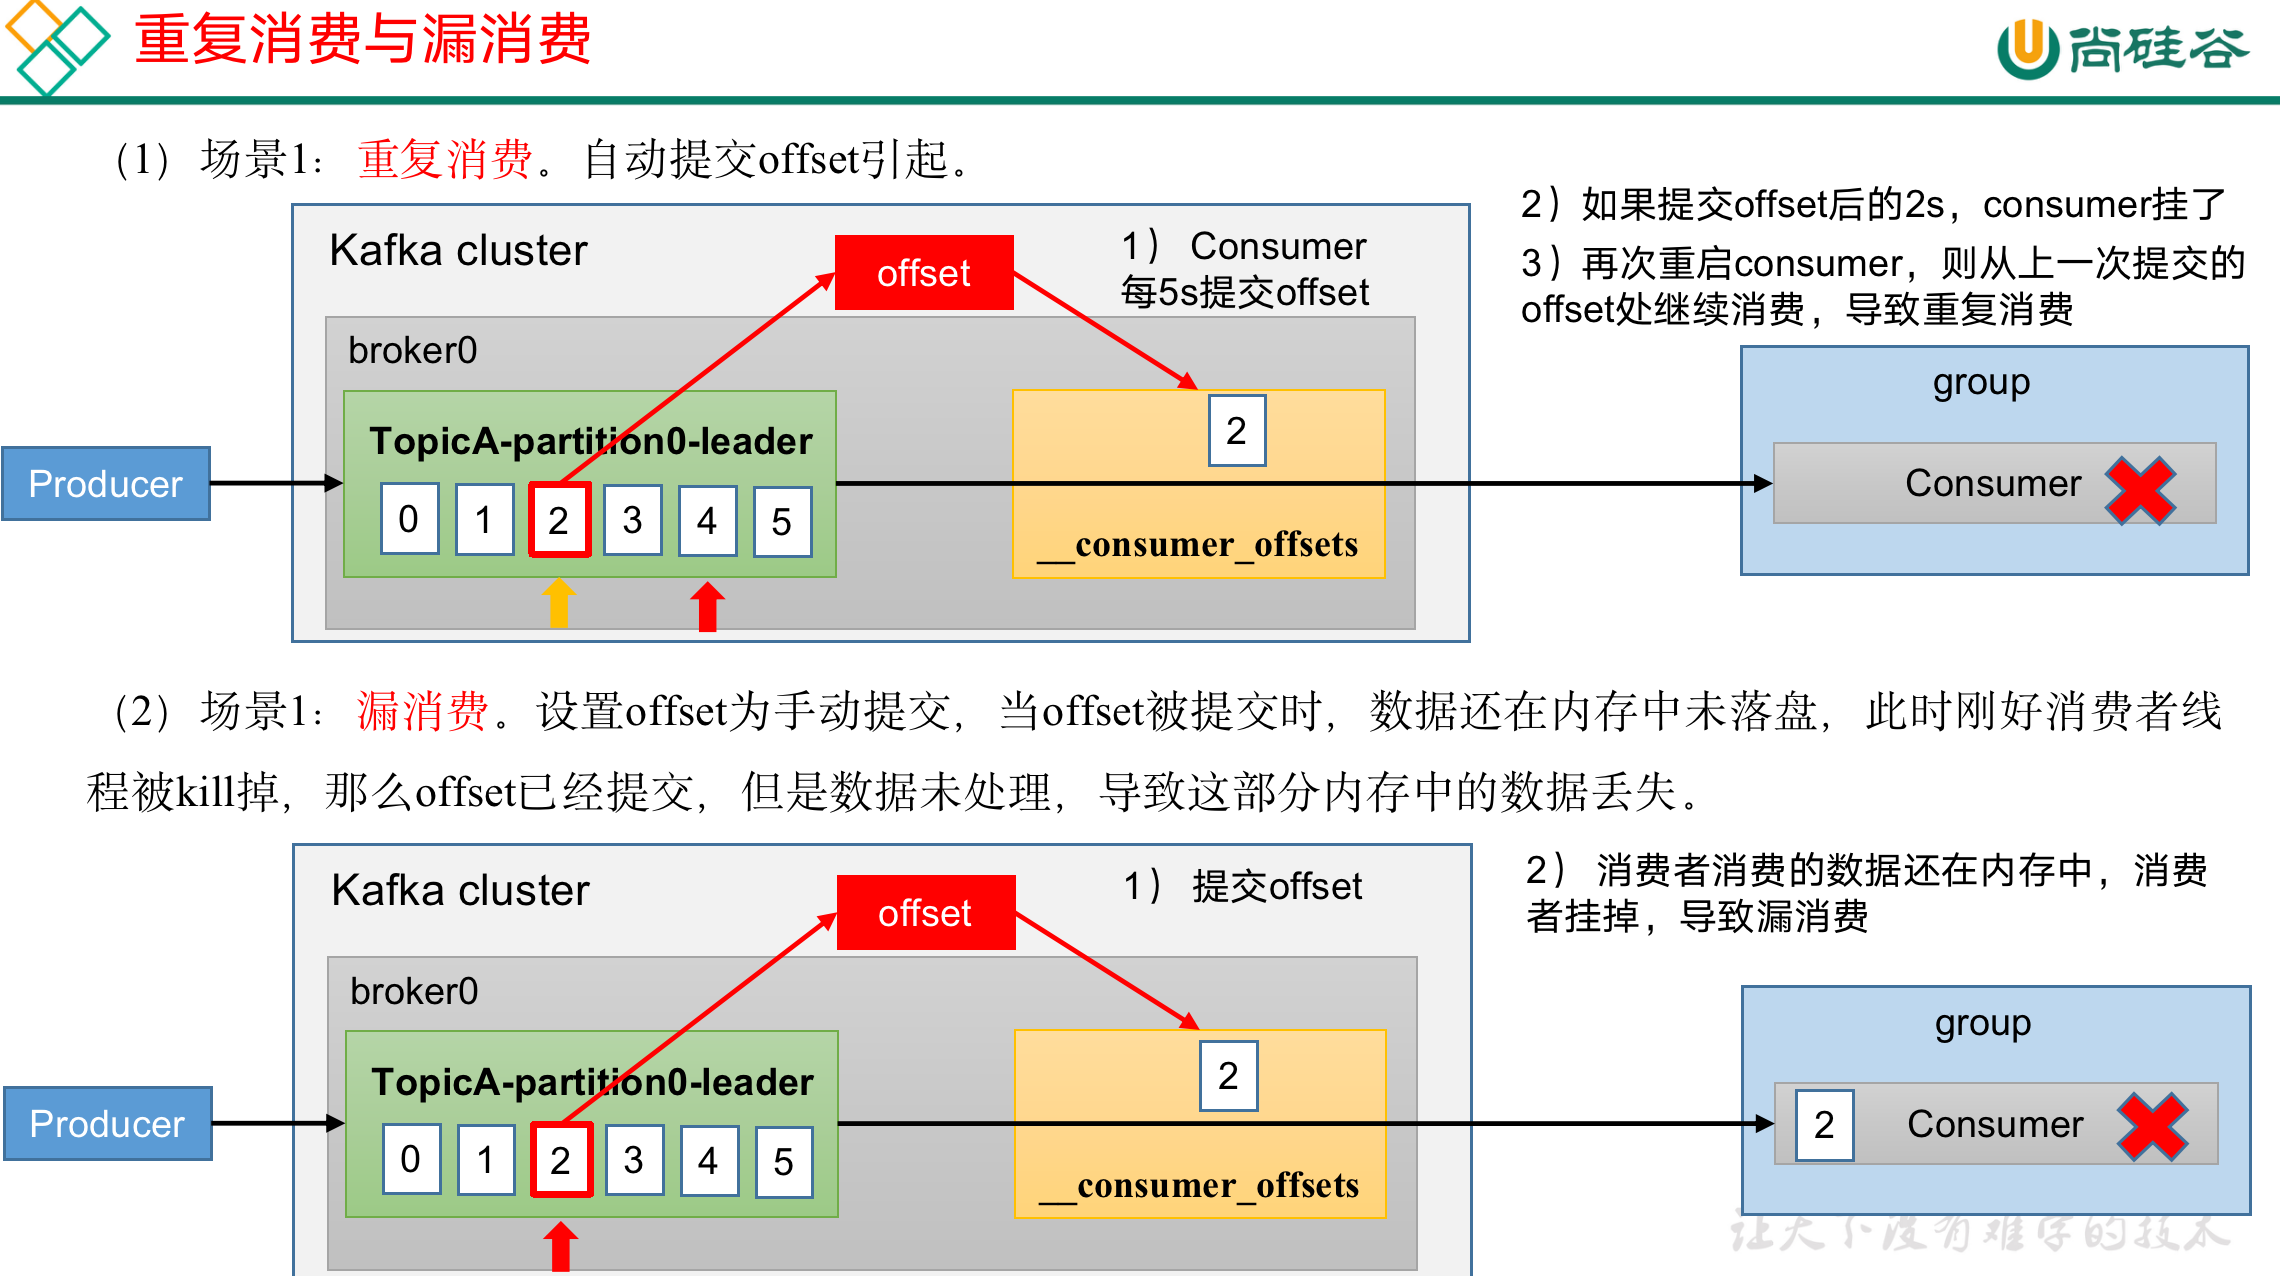 重复消费与漏消费
尚硅谷
（1）场景1：重复消费。自动提交offset引起。
2）如果提交offset后的2s，consumer挂了
3）再次重启consumer，则从上一次提交的
offset处继续消费，导致重复消费
Kafka cluster
offset
1） Consumer
每5s提交offset
broker0
TopicA-partition0-leader
0 1 2 3 4 5
2
__consumer_offsets
Producer
group
Consumer
（2）场景1：漏消费。设置offset为手动提交，当offset被提交时，数据还在内存中未落盘，此时刚好消费者线
程被kill掉，那么offset已经提交，但是数据未处理，导致这部分内存中的数据丢失。
Kafka cluster
offset
1） 提交offset
2） 消费者消费的数据还在内存中，消费
者挂掉，导致漏消费
broker0
TopicA-partition0-leader
0 1 2 3 4 5
2
__consumer_offsets
Producer
group
2 Consumer
让天下没有难学的技术